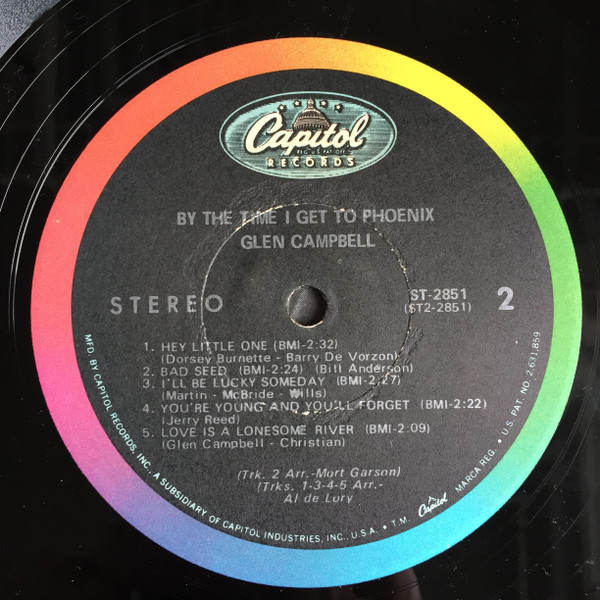 Capitol
REG. U.S. PAT. OFF.
RECORDS
BY THE TIME I GET TO PHOENIX
GLEN CAMPBELL
STEREO
ST-2851
(ST2-2851)
2
1. HEY LITTLE ONE (BMI-2:32)
(Dorsey Burnette - Barry De Vorzon)
2. BAD SEED (BMI-2:24) (Bill Anderson)
3. I'LL BE LUCKY SOMEDAY (BMI-2:27)
(Martin - McBride - Wills)
4. YOU'RE YOUNG AND YOU'LL FORGET (BMI-2:22)
(Jerry Reed)
5. LOVE IS A LONESOME RIVER (BMI-2:09)
(Glen Campbell - Christian)
(Trk. 2 Arr.-Mort Garson)
(Trks. 1-3-4-5 Arr.-
Al de Lory)
MFD. BY CAPITOL RECORDS, INC., A SUBSIDIARY OF CAPITOL INDUSTRIES, INC., U.S.A. • T.M. Capitol MARCA REG. • U.S. PAT. NO. 2,631,859